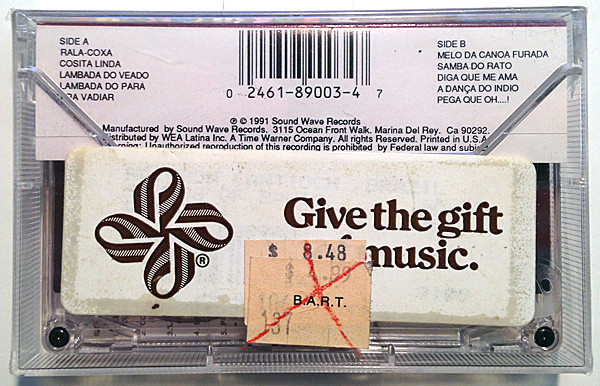 SIDE A
RALA-COXA
COSITA LINDA
LAMBADA DO VEADO
LAMBADA DO PARA
PRA VADIAR
SIDE B
MELO DA CANOA FURADA
SAMBA DO RATO
DIGA QUE ME AMA
A DANÇA DO INDIO
PEGA QUE OH....!
0 2461-89003-4 7
℗ © 1991 Sound Wave Records
Manufactured by Sound Wave Records. 3115 Ocean Front Walk, Marina Del Rey. Ca 90292.
Distributed by WEA Latina Inc. A Time Warner Company. All rights Reserved. Printed in U.S.A.
Warning: Unauthorized reproduction of this recording is prohibited by Federal law and
Give the gift
music.
®
$ 8.48
$
B.A.R.T.
137